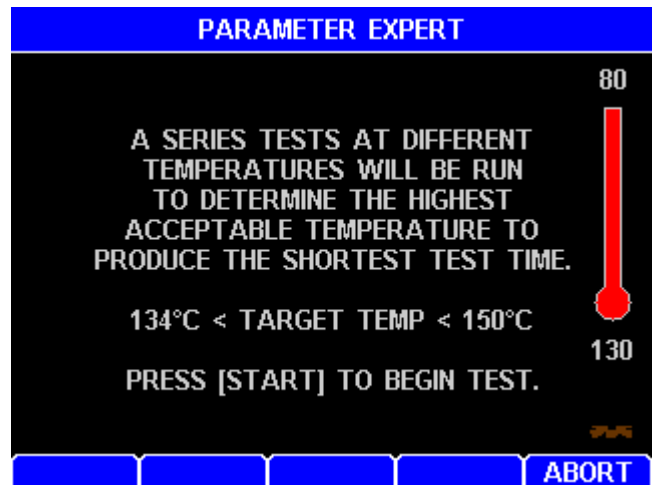 PARAMETER EXPERT
80
A SERIES TESTS AT DIFFERENT
TEMPERATURES WILL BE RUN
TO DETERMINE THE HIGHEST
ACCEPTABLE TEMPERATURE TO
PRODUCE THE SHORTEST TEST TIME.
134°C < TARGET TEMP < 150°C
130
PRESS [START] TO BEGIN TEST.
ABORT